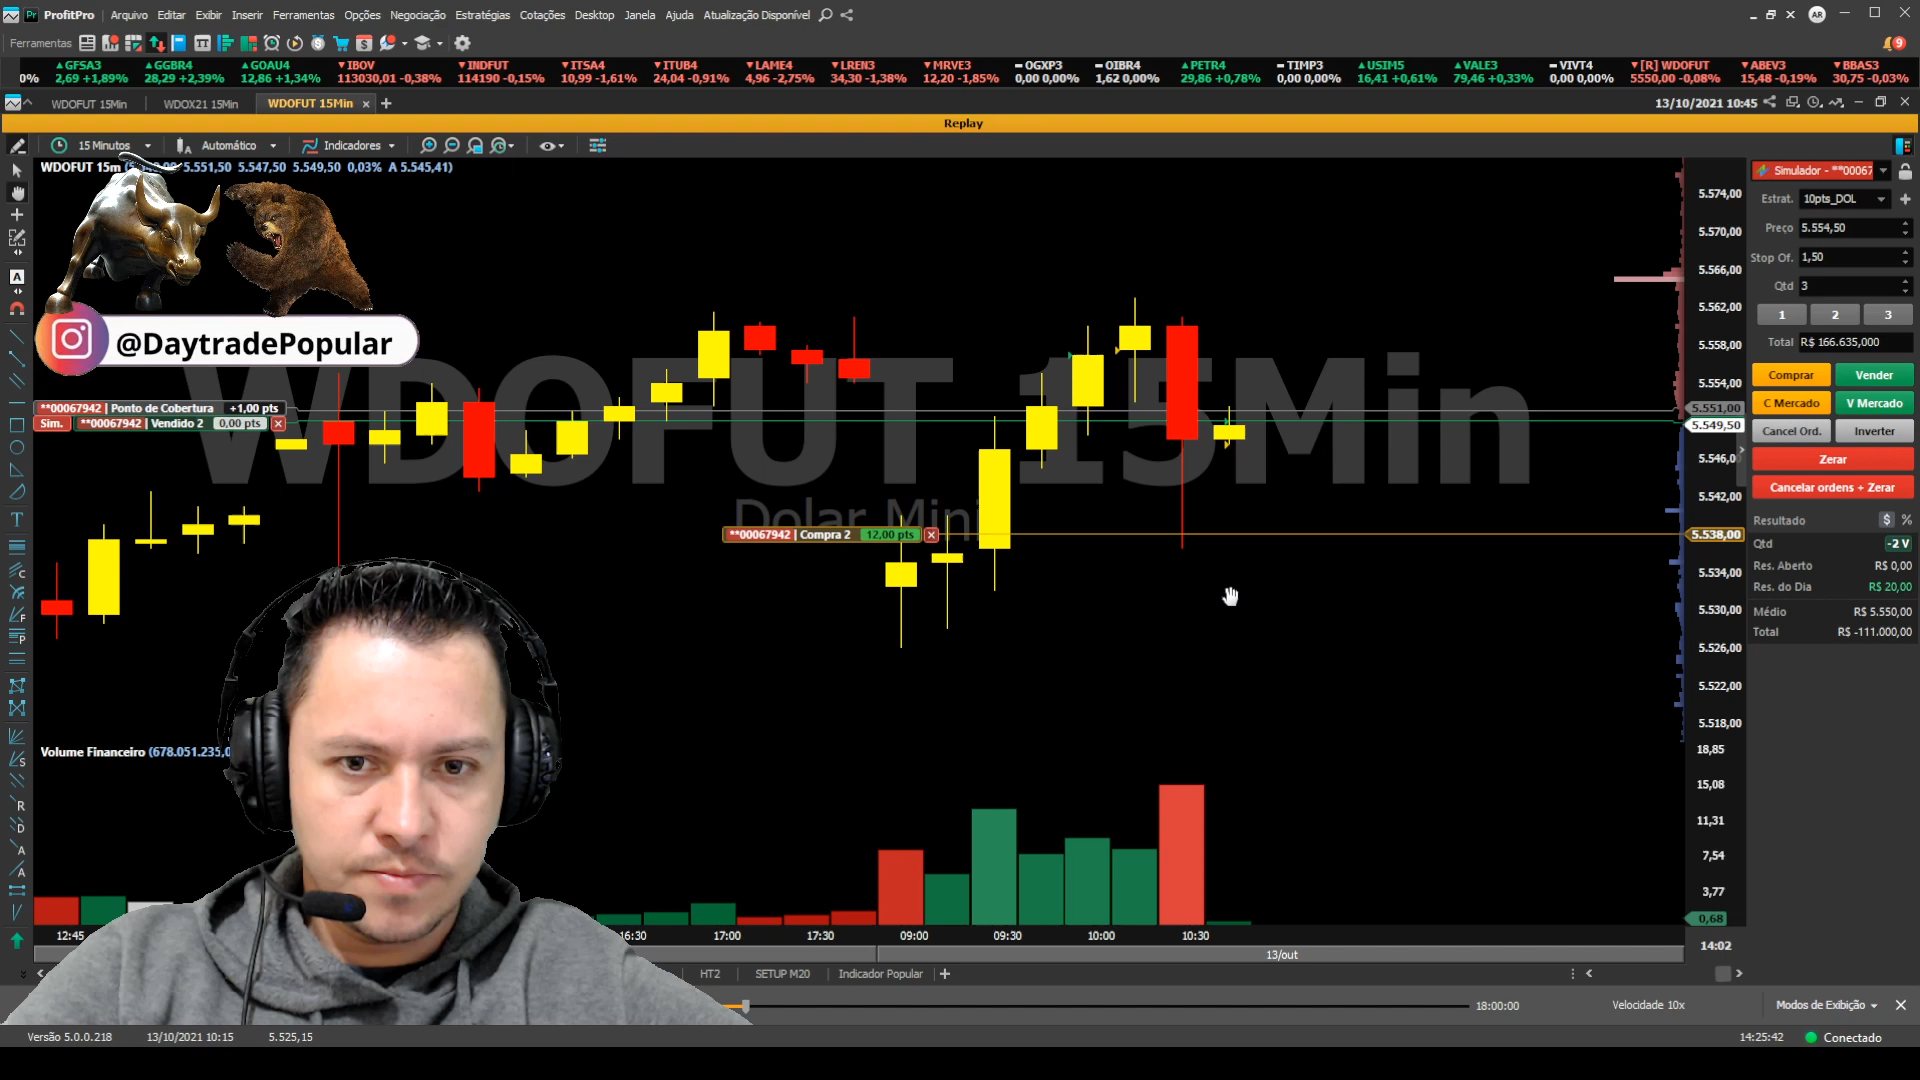 ProfitPro Arquivo Editar Exibir Inserir Ferramentas Opções Negociação Estratégias Cotações Desktop Janela Ajuda Atualização Disponível AR
Ferramentas 9
GFSA3 GGBR4 GOAU4 IBOV INDFUT ITSA4 ITUB4 LAME4 LREN3 MRVE3 OGXP3 OIBR4 PETR4 TIMP3 USIM5 VALE3 VIVT4 [R] WDOFUT ABEV3 BBAS3
0% 2,69 +1,89% 28,29 +2,39% 12,86 +1,34% 113030,01 -0,38% 114190 -0,15% 10,99 -1,61% 24,04 -0,91% 4,96 -2,75% 34,30 -1,38% 12,20 -1,85% 0,00 0,00% 1,62 0,00% 29,86 +0,78% 0,00 0,00% 16,41 +0,61% 79,46 +0,33% 0,00 0,00% 5550,00 -0,08% 15,48 -0,19% 30,75 -0,03%
WDOFUT 15Min WDOX21 15Min WDOFUT 15Min 13/10/2021 10:45
Replay
15 Minutos Automático Indicadores
WDOFUT 15m 5.551,50 5.547,50 5.549,50 0,03% A 5.545,41)
@DaytradePopular
WDOFUT 15Min
Dolar Mini
**00067942 | Ponto de Cobertura +1,00 pts
Sim. **00067942 | Vendido 2 0,00 pts
**00067942 | Compra 2 12,00 pts
5.574,00
5.570,00
5.566,00
5.562,00
5.558,00
5.554,00
5.551,00
5.549,50
5.546,0
5.542,00
5.538,00
5.534,00
5.530,00
5.526,00
5.522,00
5.518,00
Simulador - **00067
Estrat. 10pts_DOL
Preço 5.554,50
Stop Of. 1,50
Qtd 3
1 2 3
Total R$ 166.635,000
Comprar Vender
C Mercado V Mercado
Cancel Ord. Inverter
Zerar
Cancelar ordens + Zerar
Resultado $ %
Qtd -2 V
Res. Aberto R$ 0,00
Res. do Dia R$ 20,00
Médio R$ 5.550,00
Total R$ -111.000,00
Volume Financeiro (678.051.235,0
18,85
15,08
11,31
7,54
3,77
0,68
12:45 16:30 17:00 17:30 09:00 09:30 10:00 10:30 14:02
13/out
HT2 SETUP M20 Indicador Popular
18:00:00 Velocidade 10x Modos de Exibição
Versão 5.0.0.218 13/10/2021 10:15 5.525,15 14:25:42 Conectado